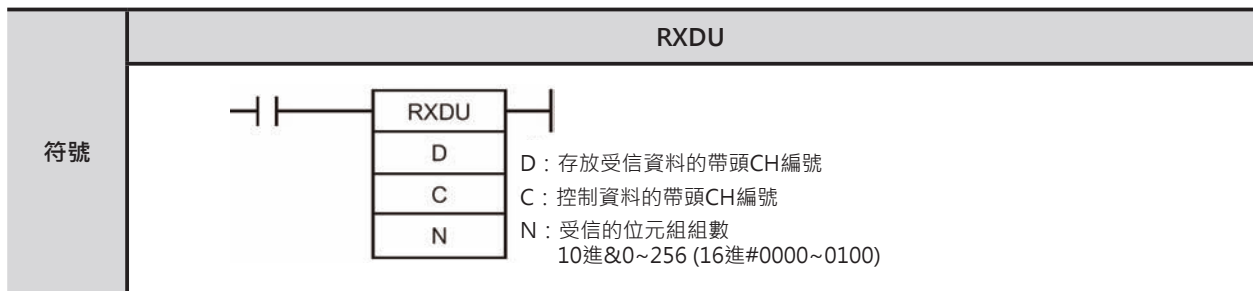 RXDU
符號
RXDU
D
C
N
D：存放受信資料的帶頭CH編號
C：控制資料的帶頭CH編號
N：受信的位元組組數
10進&0~256 (16進#0000~0100)